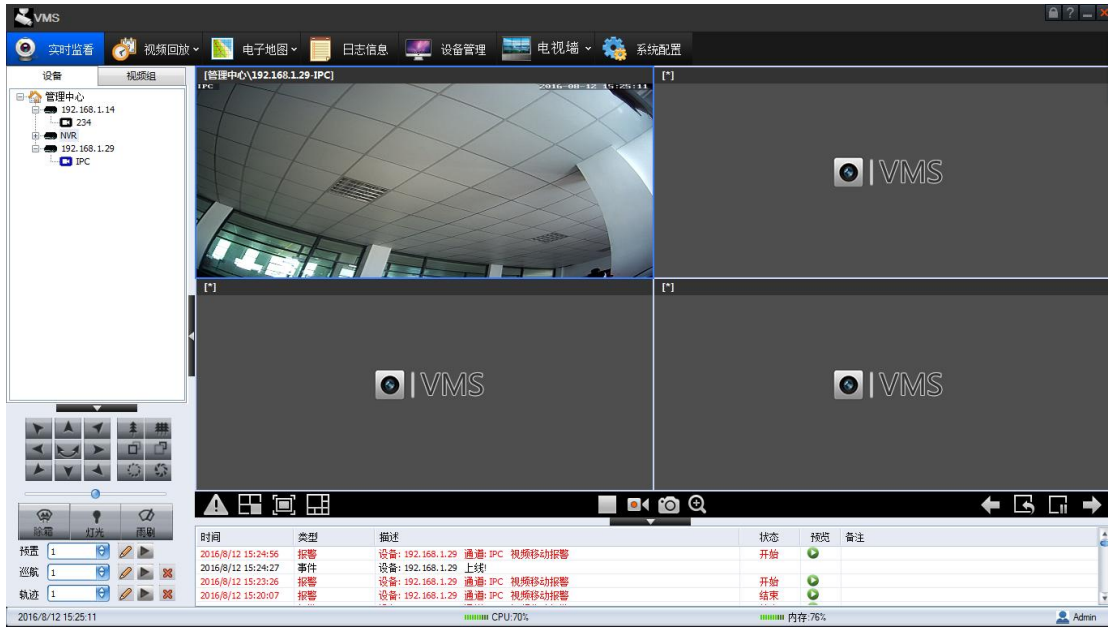 VMS
实时监看 视频回放 电子地图 日志信息 设备管理 电视墙 系统配置
设备 视频组
管理中心
192.168.1.14
234
NVR
192.168.1.29
IPC
[管理中心\192.168.1.29-IPC]
IPC 2016-08-12 15:25:11
[*]
VMS
[*]
VMS
[*]
VMS
除霜 灯光 雨刷
预置 1
巡航 1
轨迹 1
时间 类型 描述 状态 预览 备注
2016/8/12 15:24:56 报警 设备: 192.168.1.29 通道: IPC 视频移动报警 开始
2016/8/12 15:24:27 事件 设备: 192.168.1.29 上线!
2016/8/12 15:23:26 报警 设备: 192.168.1.29 通道: IPC 视频移动报警 开始
2016/8/12 15:20:07 报警 设备: 192.168.1.29 通道: IPC 视频移动报警 结束
2016/8/12 15:25:11 CPU:70% 内存:76% Admin